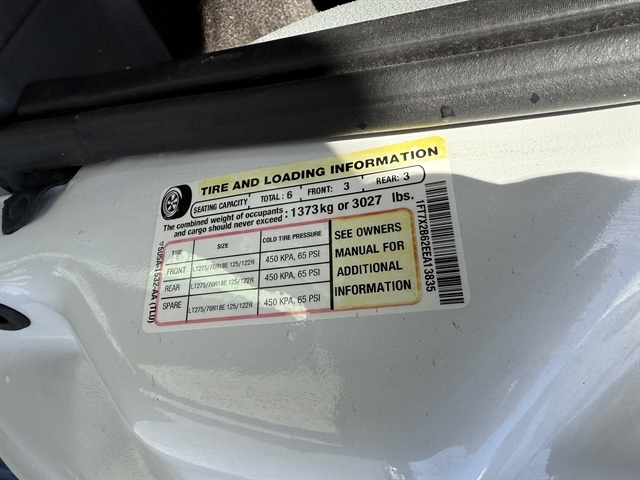 TIRE AND LOADING INFORMATION
SEATING CAPACITY TOTAL: 6 FRONT: 3 REAR: 3
The combined weight of occupants
and cargo should never exceed : 1373kg or 3027 lbs.
TIRE SIZE COLD TIRE PRESSURE
FRONT LT275/70R18E 125/122R 450 KPA, 65 PSI
REAR LT275/70R18E 125/122R 450 KPA, 65 PSI
SPARE LT275/70R18E 125/122R 450 KPA, 65 PSI
SEE OWNERS
MANUAL FOR
ADDITIONAL
INFORMATION